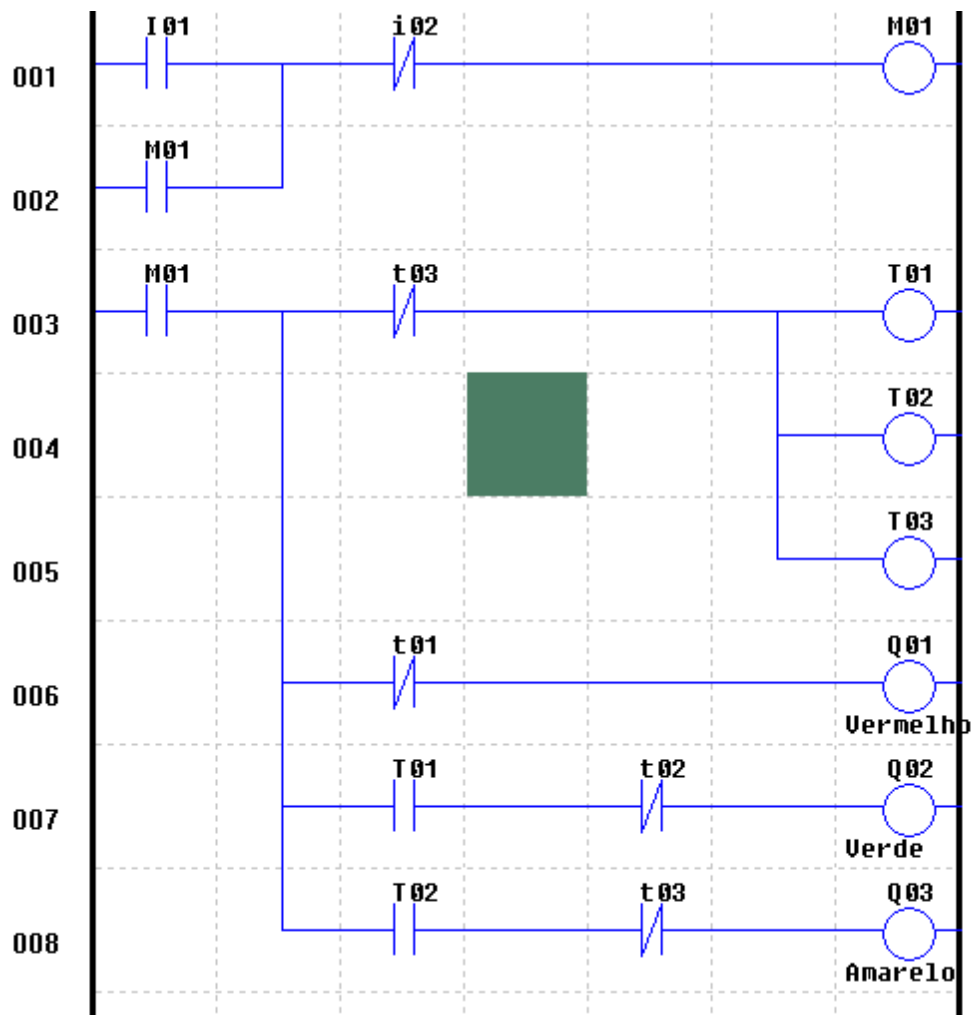 I01 i02 M01
001
M01
002
M01 t03 T01
003
T02
004
T03
005
t01 Q01
006
Vermelho
T01 t02 Q02
007
Verde
T02 t03 Q03
008
Amarelo